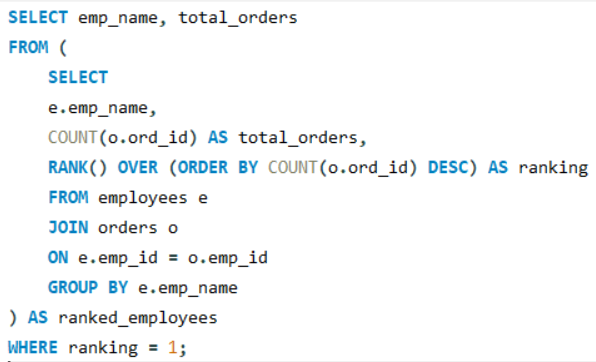 SELECT emp_name, total_orders
FROM (
    SELECT
    e.emp_name,
    COUNT(o.ord_id) AS total_orders,
    RANK() OVER (ORDER BY COUNT(o.ord_id) DESC) AS ranking
    FROM employees e
    JOIN orders o
    ON e.emp_id = o.emp_id
    GROUP BY e.emp_name
) AS ranked_employees
WHERE ranking = 1;